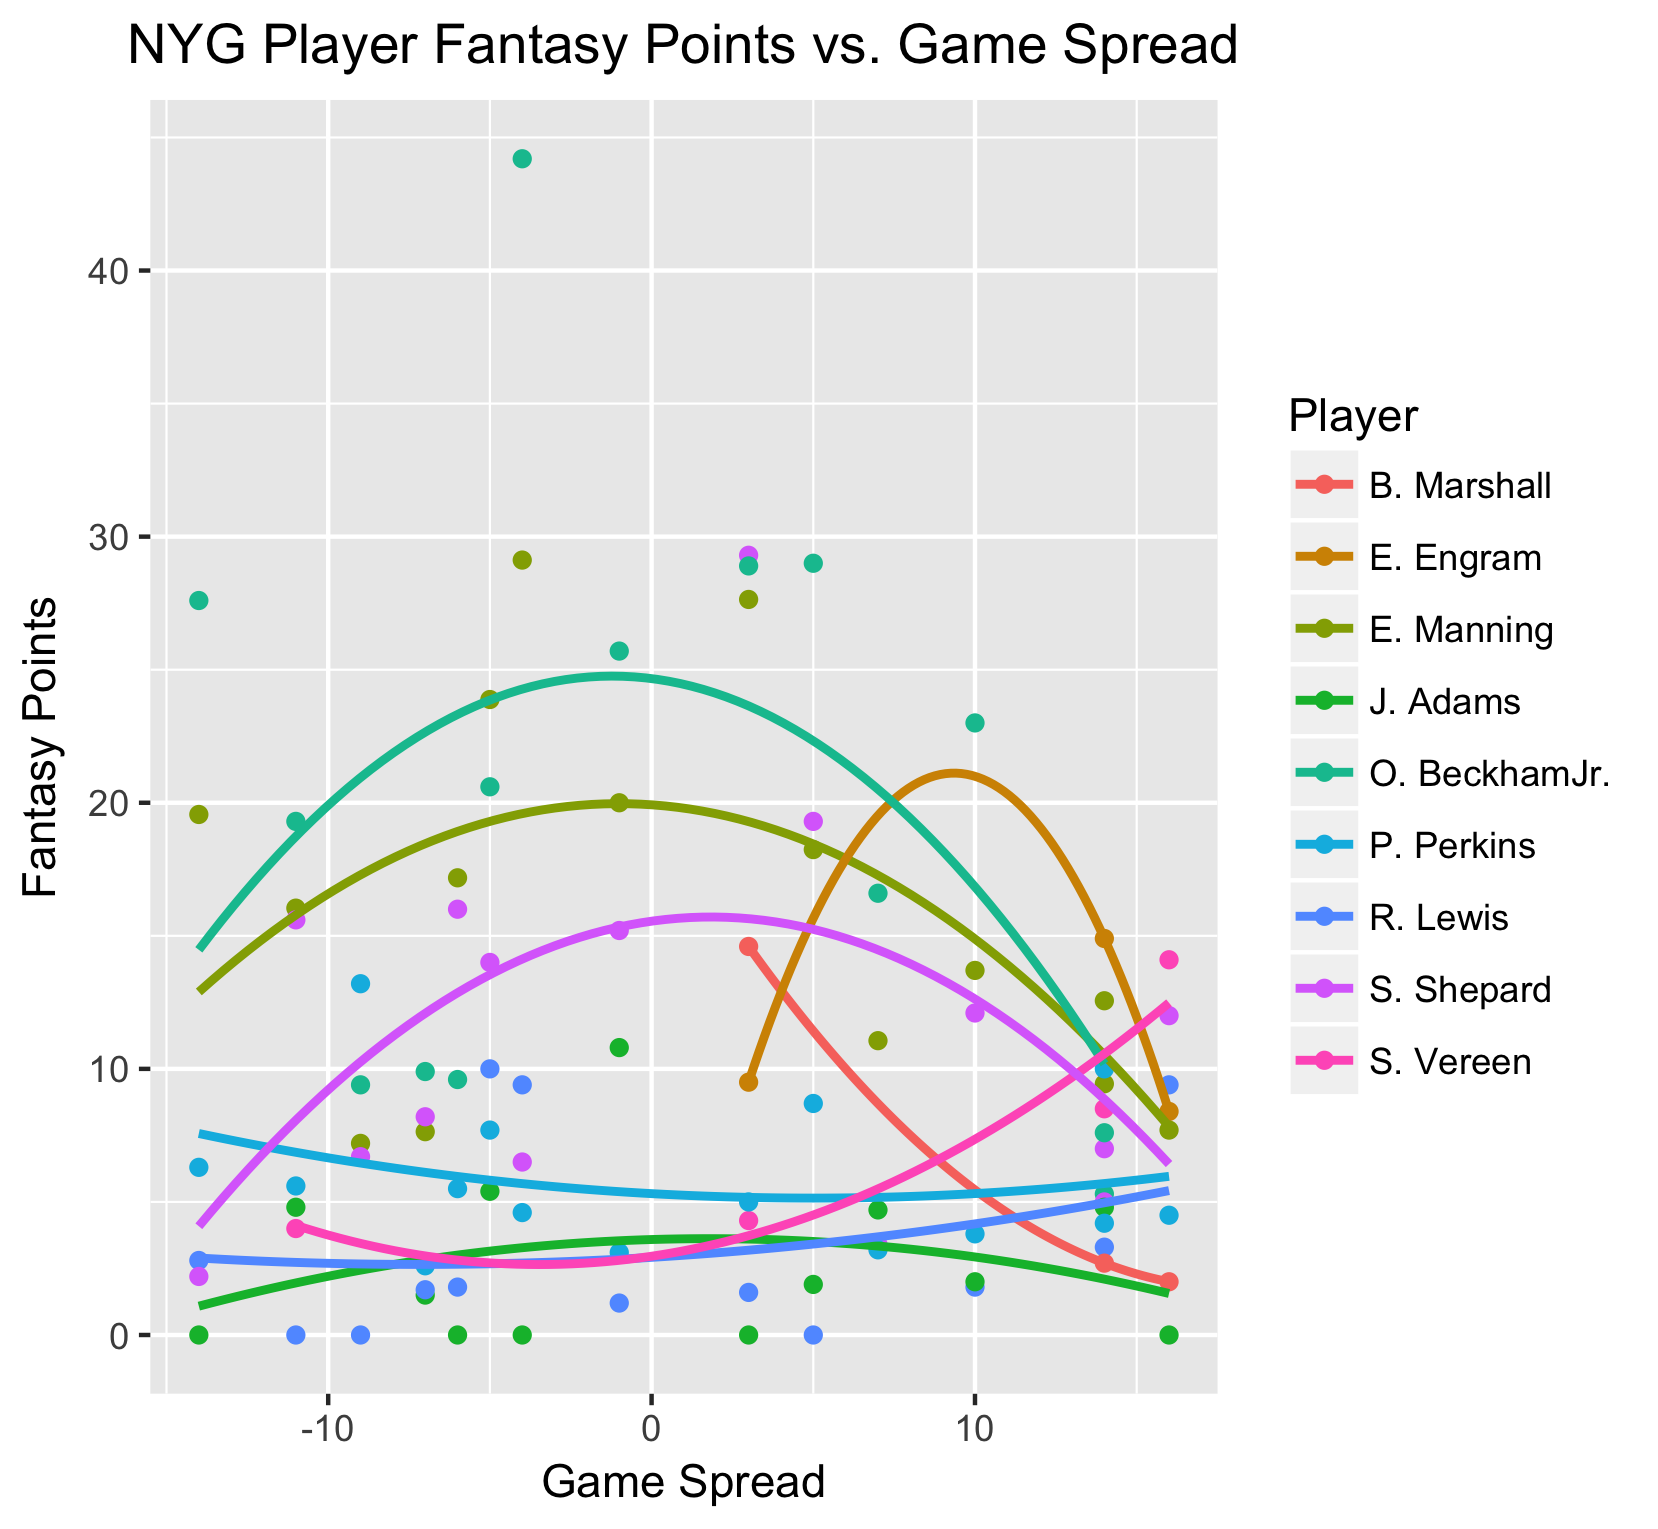 NYG Player Fantasy Points vs. Game Spread
Fantasy Points
40
30
20
10
0
-10
0
10
Game Spread
Player
B. Marshall
E. Engram
E. Manning
J. Adams
O. BeckhamJr.
P. Perkins
R. Lewis
S. Shepard
S. Vereen